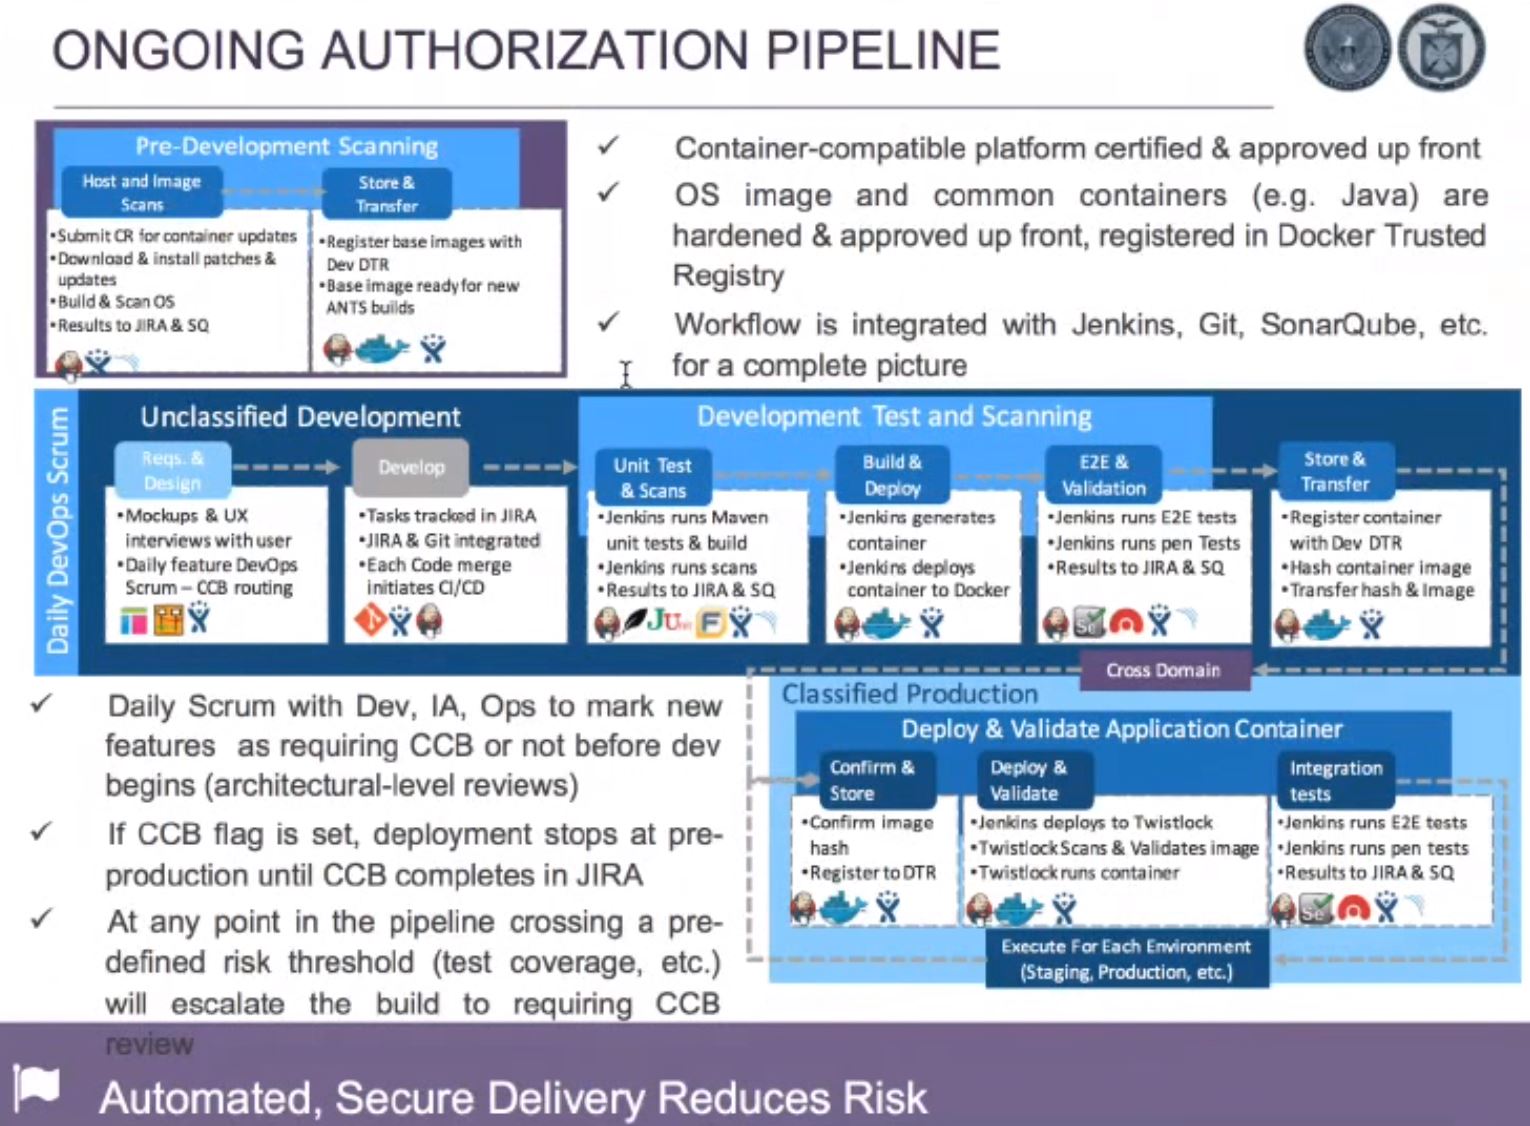 ONGOING AUTHORIZATION PIPELINE
Pre-Development Scanning
Host and Image
Scans
•Submit CR for container updates
•Download & install patches &
updates
•Build & Scan OS
•Results to JIRA & SQ
Store &
Transfer
•Register base images with
Dev DTR
•Base image ready for new
ANTS builds
✓ Container-compatible platform certified & approved up front
✓ OS image and common containers (e.g. Java) are
hardened & approved up front, registered in Docker Trusted
Registry
✓ Workflow is integrated with Jenkins, Git, SonarQube, etc.
for a complete picture
Daily DevOps Scrum
Unclassified Development
Reqs. &
Design
•Mockups & UX
interviews with user
•Daily feature DevOps
Scrum – CCB routing
Develop
•Tasks tracked in JIRA
•JIRA & Git integrated
•Each Code merge
initiates CI/CD
Development Test and Scanning
Unit Test
& Scans
•Jenkins runs Maven
unit tests & build
•Jenkins runs scans
•Results to JIRA & SQ
JUnit
F
Build &
Deploy
•Jenkins generates
container
•Jenkins deploys
container to Docker
E2E &
Validation
•Jenkins runs E2E tests
•Jenkins runs pen Tests
•Results to JIRA & SQ
Se
Store &
Transfer
•Register container
with Dev DTR
•Hash container image
•Transfer hash & Image
Cross Domain
Classified Production
Deploy & Validate Application Container
Confirm &
Store
•Confirm image
hash
•Register to DTR
Deploy &
Validate
•Jenkins deploys to Twistlock
•Twistlock Scans & Validates image
•Twistlock runs container
Integration
tests
•Jenkins runs E2E tests
•Jenkins runs pen tests
•Results to JIRA & SQ
Se
Execute For Each Environment
(Staging, Production, etc.)
✓ Daily Scrum with Dev, IA, Ops to mark new
features as requiring CCB or not before dev
begins (architectural-level reviews)
✓ If CCB flag is set, deployment stops at pre-
production until CCB completes in JIRA
✓ At any point in the pipeline crossing a pre-
defined risk threshold (test coverage, etc.)
will escalate the build to requiring CCB
review
Automated, Secure Delivery Reduces Risk